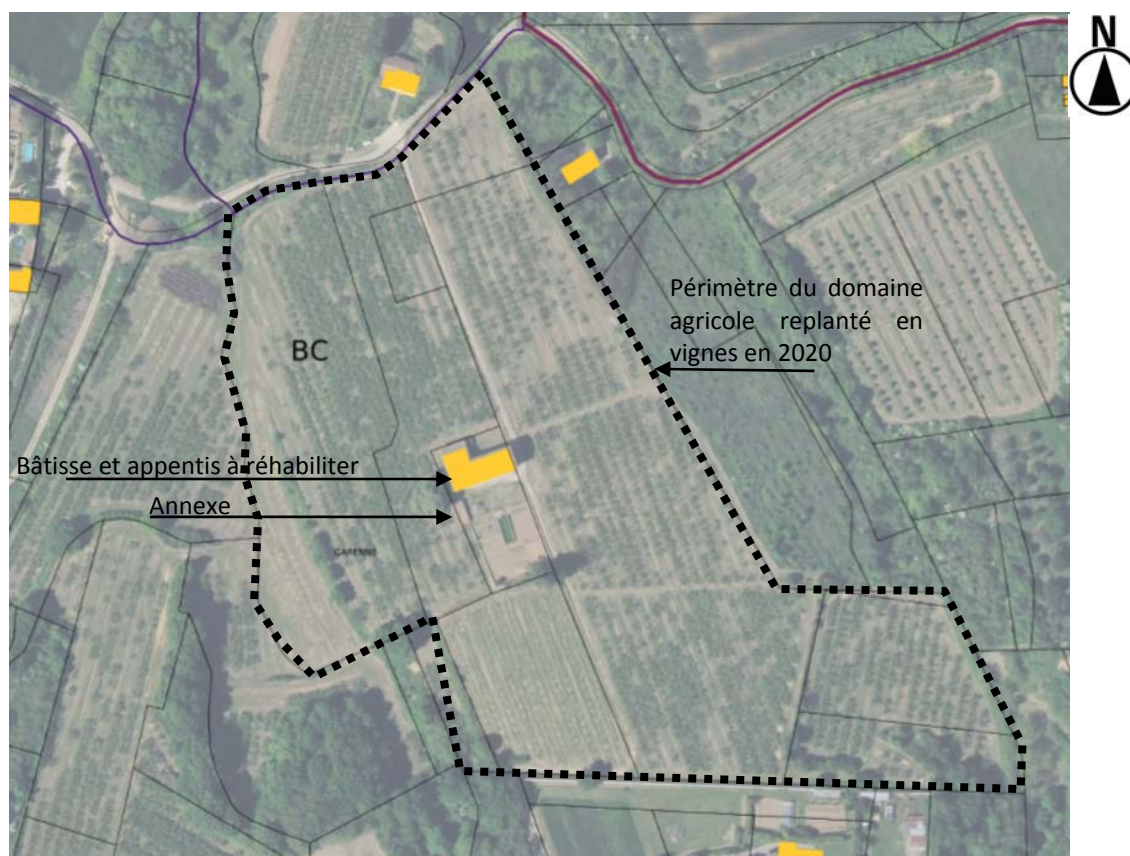 N
Périmètre du domaine
agricole replanté en
vignes en 2020
BC
Bâtisse et appentis à réhabiliter
Annexe
GARENNE